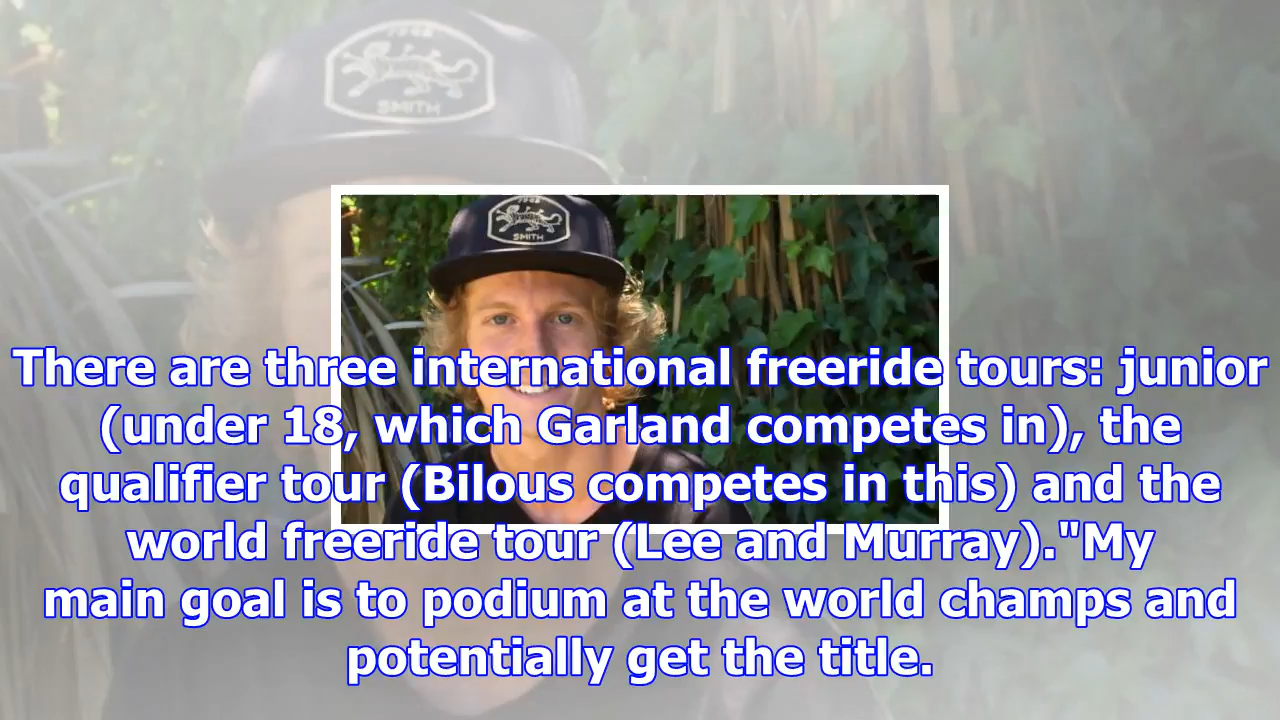 SMITH
SMITH
There are three international freeride tours: junior
(under 18, which Garland competes in), the
qualifier tour (Bilous competes in this) and the
world freeride tour (Lee and Murray)."My
main goal is to podium at the world champs and
potentially get the title.